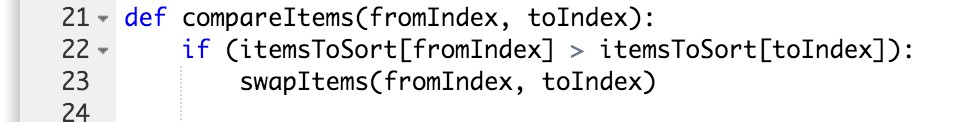 21 def compareItems(fromIndex, toIndex):
22     if (itemsToSort[fromIndex] > itemsToSort[toIndex]):
23         swapItems(fromIndex, toIndex)
24